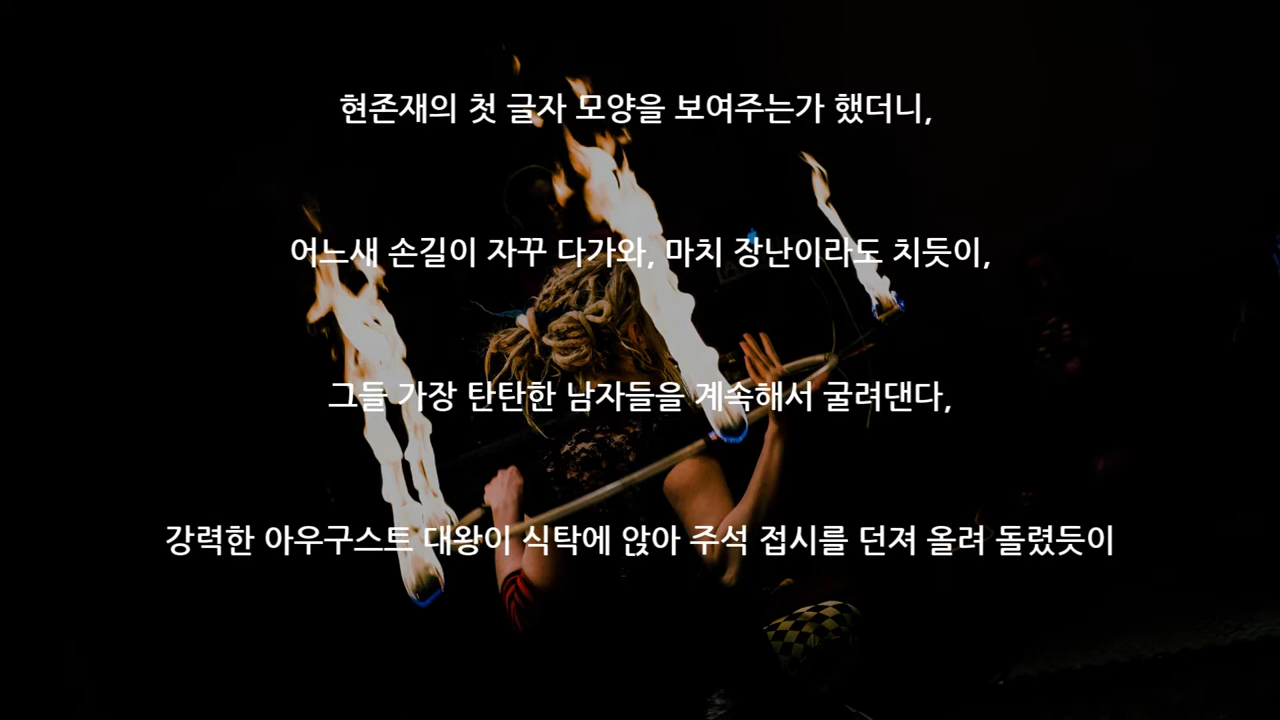 현존재의 첫 글자 모양을 보여주는가 했더니,
어느새 손길이 자꾸 다가와, 마치 장난이라도 치듯이,
그들 가장 탄탄한 남자들을 계속해서 굴려댄다,
강력한 아우구스트 대왕이 식탁에 앉아 주석 접시를 던져 올려 돌렸듯이